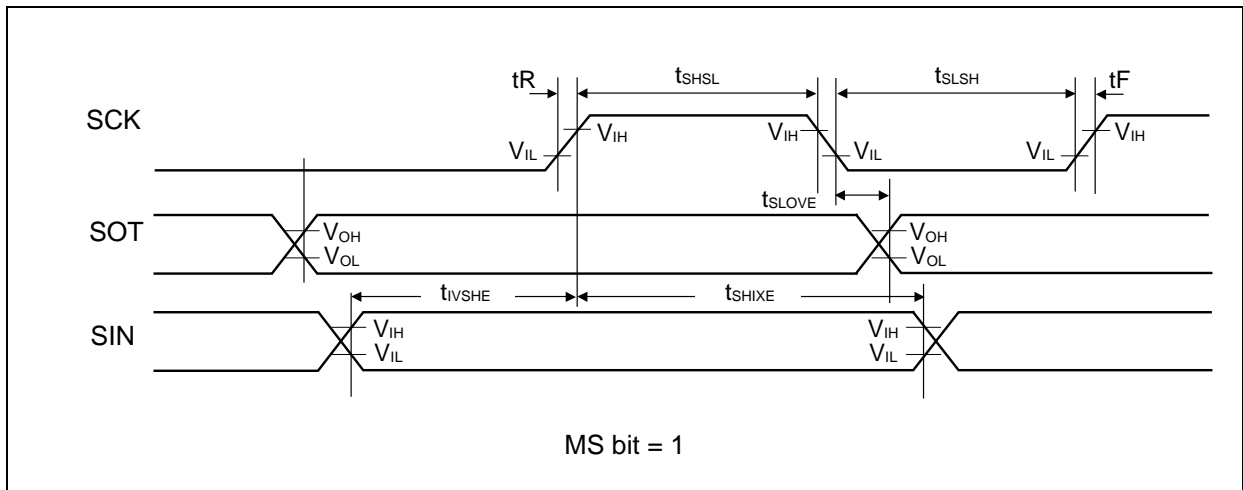 tR
tSHSL
tSLSH
tF
SCK
VIH
VIH
VIH
VIL
VIL
VIL
tSLOVE
SOT
VOH
VOH
VOL
VOL
tIVSHE
tSHIXE
SIN
VIH
VIH
VIL
VIL
MS bit = 1